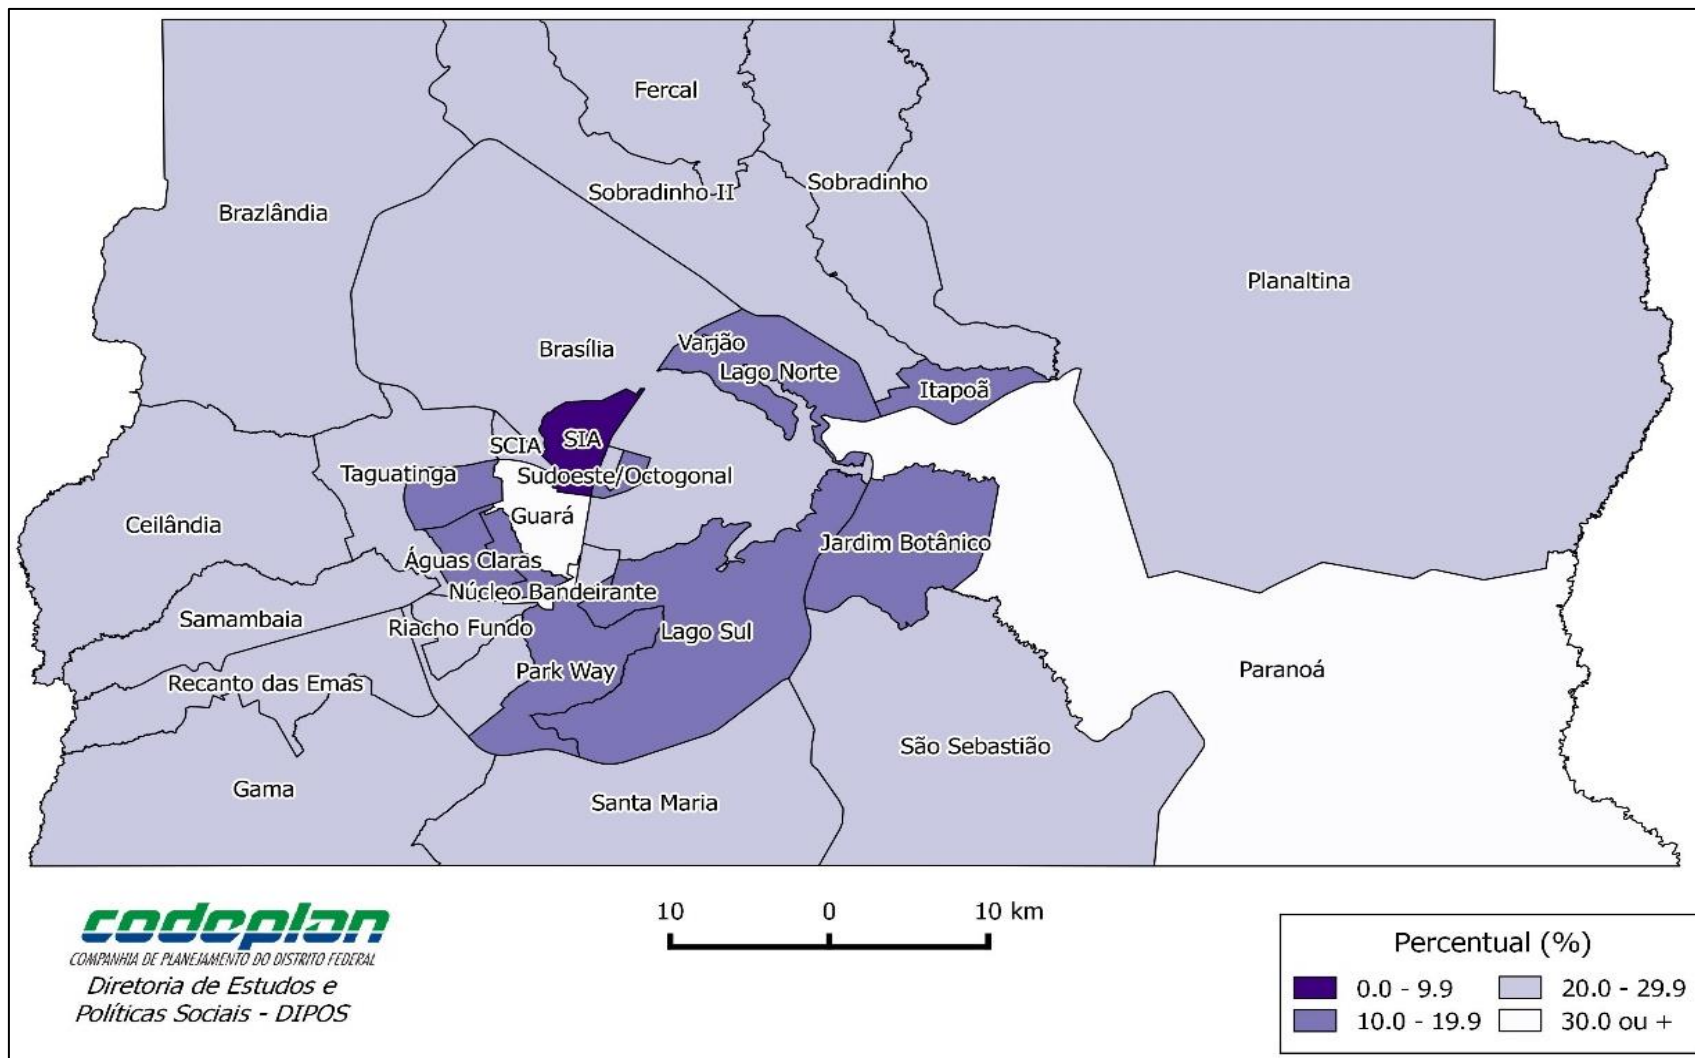 Fercal
Sobradinho II
Sobradinho
Brazlândia
Planaltina
Brasília
Varjão
Lago Norte
Itapoã
SCIA
SIA
Taguatinga
Sudoeste/Octogonal
Guará
Ceilândia
Jardim Botânico
Águas Claras
Núcleo Bandeirante
Samambaia
Riacho Fundo
Lago Sul
Park Way
Paranoá
Recanto das Emas
São Sebastião
Gama
Santa Maria
codeplan
COMPANHIA DE PLANEJAMENTO DO DISTRITO FEDERAL
Diretoria de Estudos e
Políticas Sociais - DIPOS
10 0 10 km
Percentual (%)
0.0 - 9.9 20.0 - 29.9
10.0 - 19.9 30.0 ou +